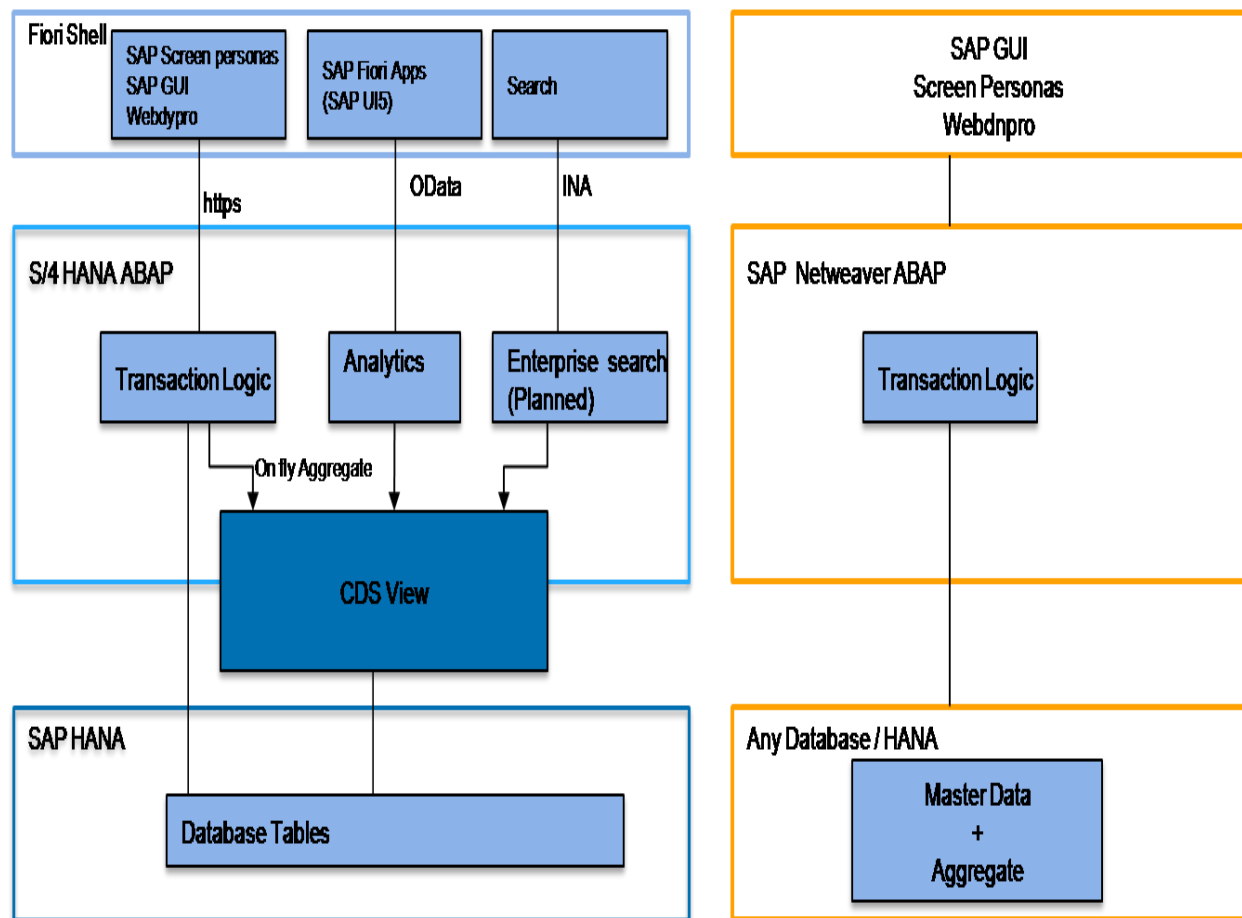 Fiori Shell
SAP Screen personas
SAP GUI
Webdypro
SAP Fiori Apps
(SAP UI5)
Search
https
OData
INA
S/4 HANA ABAP
Transaction Logic
Analytics
Enterprise search
(Planned)
On fly Aggregate
CDS View
SAP HANA
Database Tables
SAP GUI
Screen Personas
Webdnpro
SAP Netweaver ABAP
Transaction Logic
Any Database / HANA
Master Data
+
Aggregate